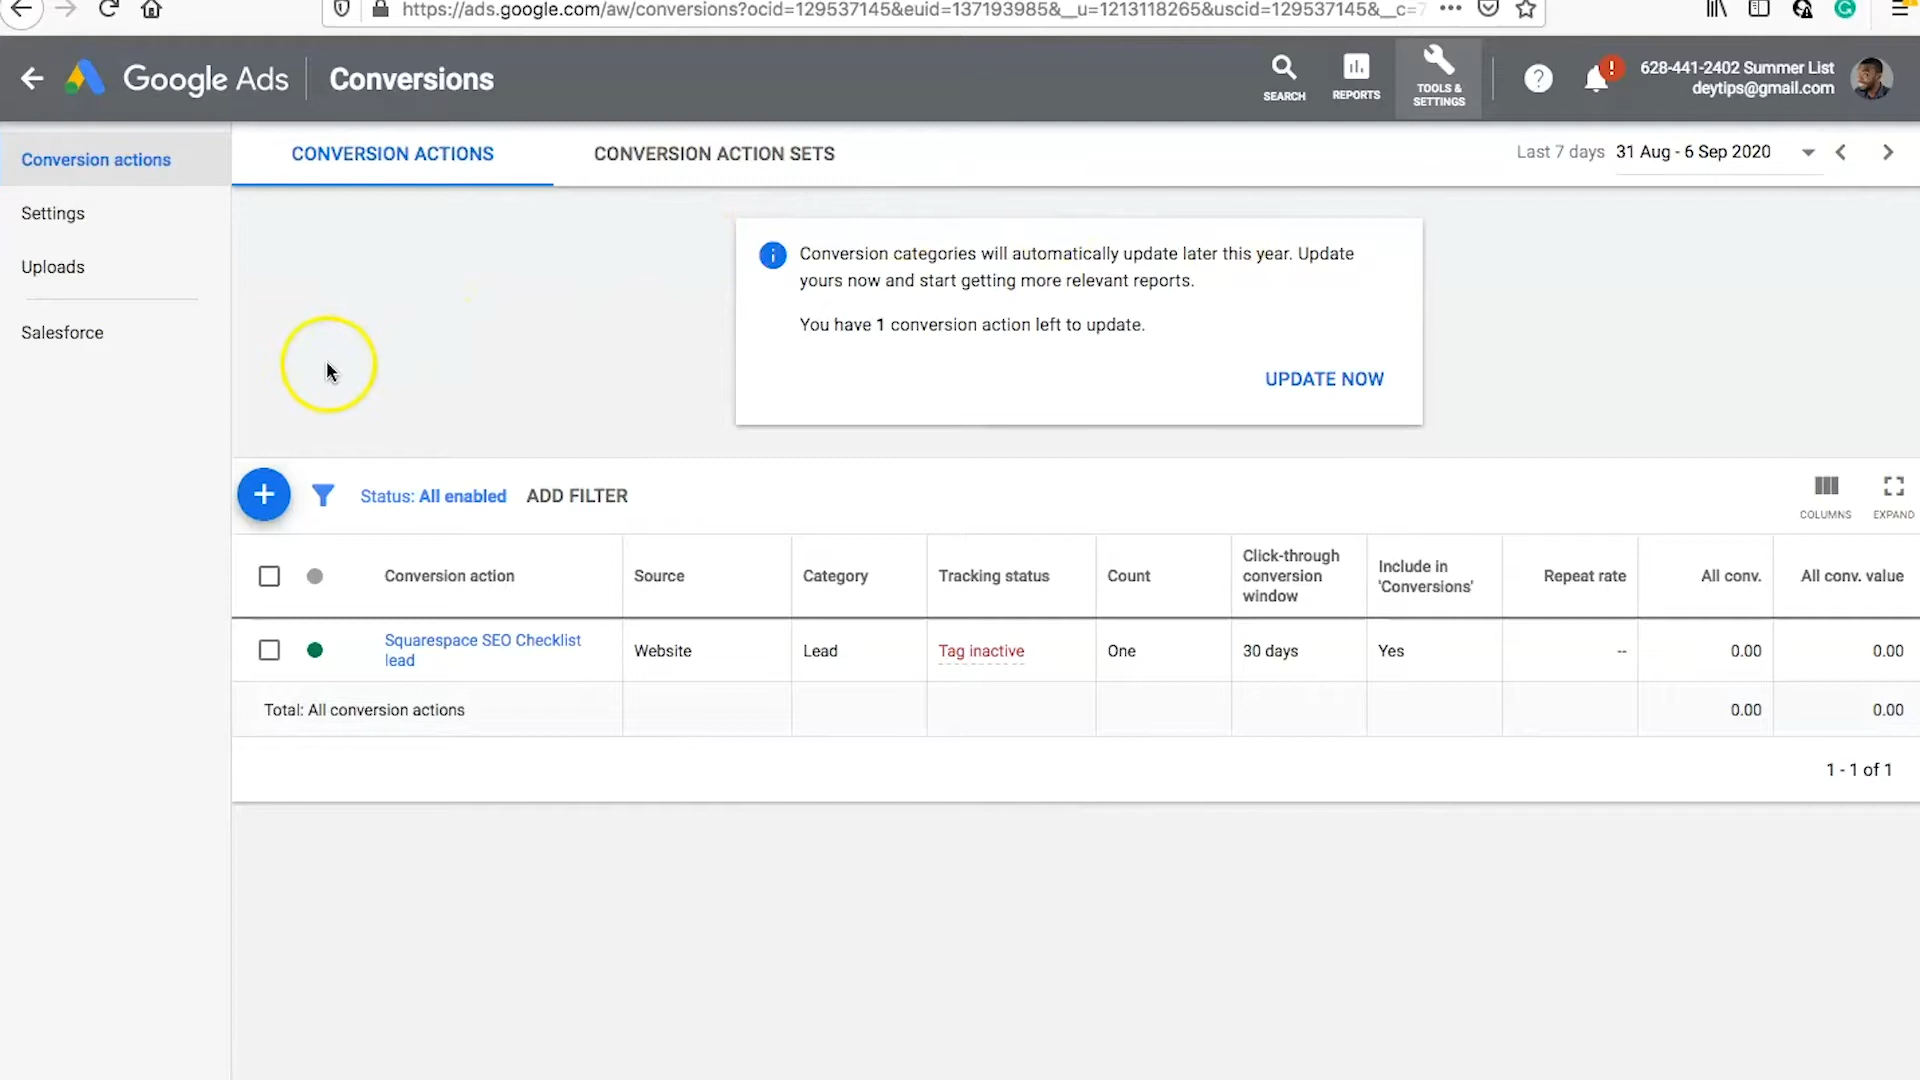 https://ads.google.com/aw/conversions?ocid=129537145&euid=137193985&__u=1213118265&uscid=129537145&__c=7
Google Ads
Conversions
SEARCH
REPORTS
TOOLS &
SETTINGS
628-441-2402 Summer List
deytips@gmail.com
Conversion actions
Settings
Uploads
Salesforce
CONVERSION ACTIONS
CONVERSION ACTION SETS
Last 7 days 31 Aug - 6 Sep 2020
Conversion categories will automatically update later this year. Update
yours now and start getting more relevant reports.
You have 1 conversion action left to update.
UPDATE NOW
Status: All enabled
ADD FILTER
COLUMNS
EXPAND
Conversion action
Source
Category
Tracking status
Count
Click-through
conversion
window
Include in
'Conversions'
Repeat rate
All conv.
All conv. value
Squarespace SEO Checklist
lead
Website
Lead
Tag inactive
One
30 days
Yes
--
0.00
0.00
Total: All conversion actions
0.00
0.00
1 - 1 of 1